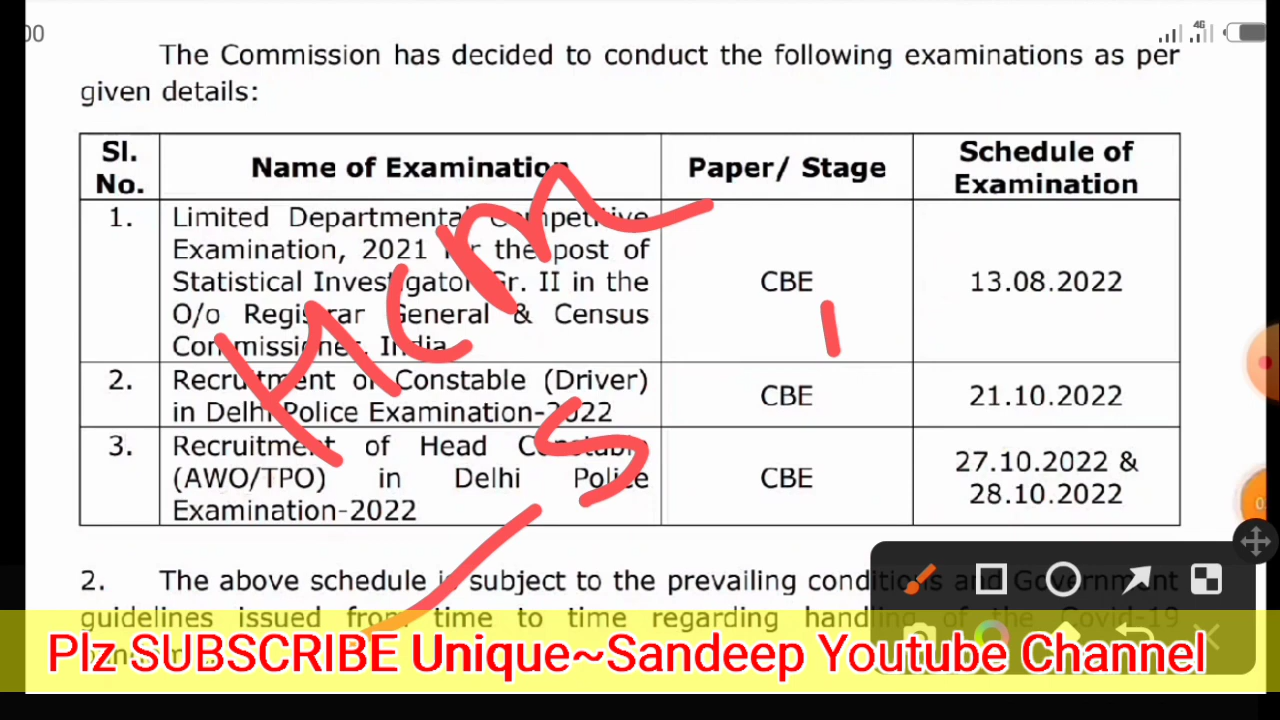 00
4G
The Commission has decided to conduct the following examinations as per
given details:
Sl. No. Name of Examination Paper/ Stage Schedule of Examination
1. Limited Departmental Competitive
Examination, 2021 for the post of
Statistical Investigator Gr. II in the
O/o Registrar General & Census
Commissioner, India
CBE
13.08.2022
2. Recruitment of Constable (Driver)
in Delhi Police Examination-2022
CBE
21.10.2022
3. Recruitment of Head Constable
(AWO/TPO) in Delhi Police
Examination-2022
CBE
27.10.2022 &
28.10.2022
HCM
2. The above schedule is subject to the prevailing conditions and Government
guidelines issued from time to time regarding handling of the Covid-19
Plz SUBSCRIBE Unique~Sandeep Youtube Channel